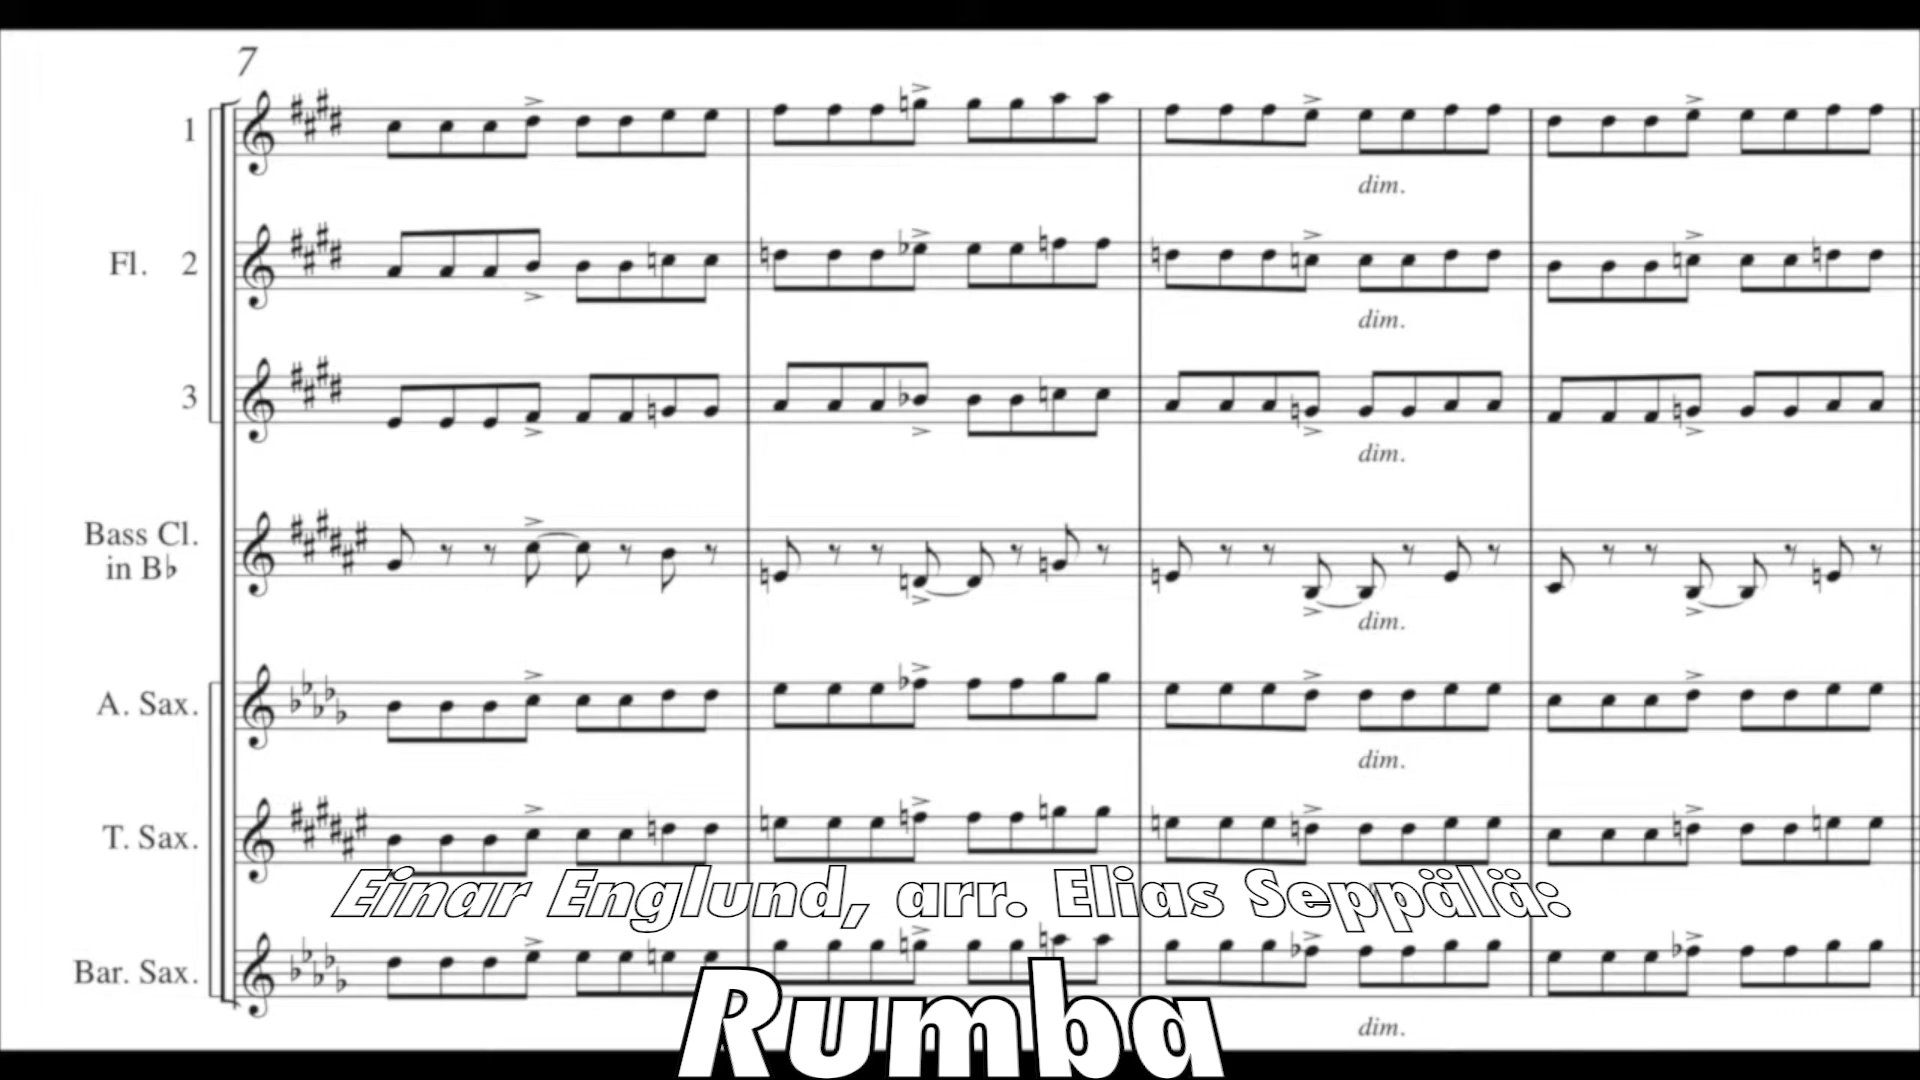 7
1
dim.
Fl. 2
dim.
3
dim.
Bass Cl.
in B♭
dim.
A. Sax.
dim.
T. Sax.
Einar Englund, arr. Elias Seppälä:
Bar. Sax.
Rumba
dim.